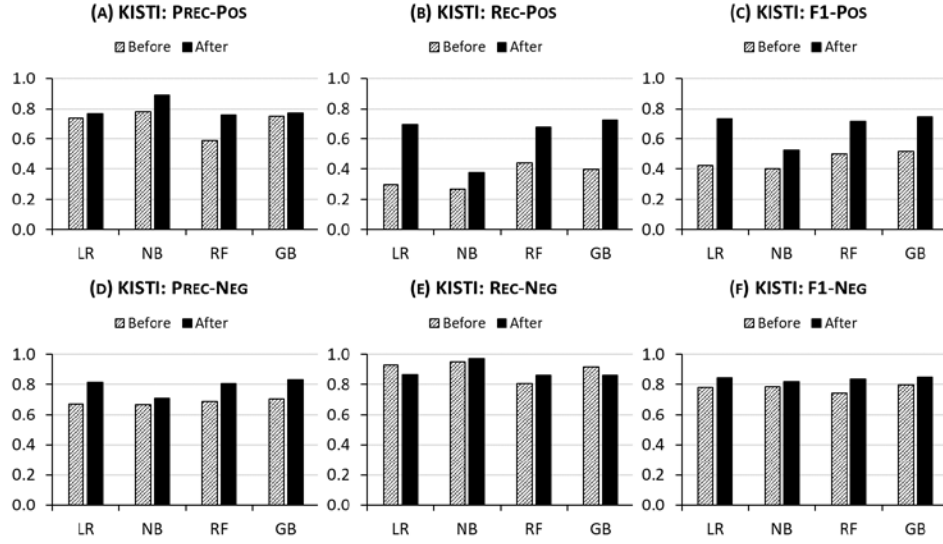 (A) KISTI: PREC-POS
(B) KISTI: REC-POS
(C) KISTI: F1-POS
Before After
Before After
Before After
1.0
0.8
0.6
0.4
0.2
0.0
LR NB RF GB
1.0
0.8
0.6
0.4
0.2
0.0
LR NB RF GB
1.0
0.8
0.6
0.4
0.2
0.0
LR NB RF GB
(D) KISTI: PREC-NEG
(E) KISTI: REC-NEG
(F) KISTI: F1-NEG
Before After
Before After
Before After
1.0
0.8
0.6
0.4
0.2
0.0
LR NB RF GB
1.0
0.8
0.6
0.4
0.2
0.0
LR NB RF GB
1.0
0.8
0.6
0.4
0.2
0.0
LR NB RF GB